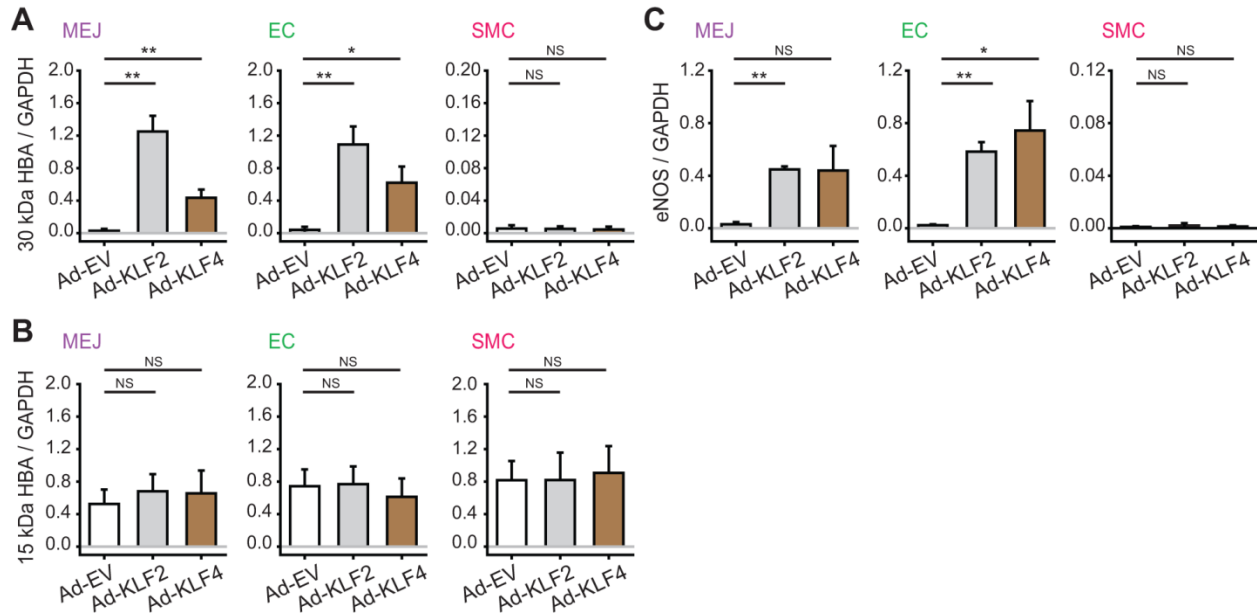 A
MEJ
EC
SMC
30 kDa HBA / GAPDH
**
**
2.0
1.6
1.2
0.8
0.4
0.0
Ad-EV
Ad-KLF2
Ad-KLF4
*
**
2.0
1.6
1.2
0.8
0.4
0.0
Ad-EV
Ad-KLF2
Ad-KLF4
NS
NS
0.20
0.16
0.12
0.08
0.04
0.00
Ad-EV
Ad-KLF2
Ad-KLF4
C
MEJ
EC
SMC
eNOS / GAPDH
NS
**
1.2
0.8
0.4
0.0
Ad-EV
Ad-KLF2
Ad-KLF4
*
**
1.2
0.8
0.4
0.0
Ad-EV
Ad-KLF2
Ad-KLF4
NS
NS
0.12
0.08
0.04
0.00
Ad-EV
Ad-KLF2
Ad-KLF4
B
MEJ
EC
SMC
15 kDa HBA / GAPDH
NS
NS
2.0
1.6
1.2
0.8
0.4
0.0
Ad-EV
Ad-KLF2
Ad-KLF4
NS
NS
2.0
1.6
1.2
0.8
0.4
0.0
Ad-EV
Ad-KLF2
Ad-KLF4
NS
NS
2.0
1.6
1.2
0.8
0.4
0.0
Ad-EV
Ad-KLF2
Ad-KLF4